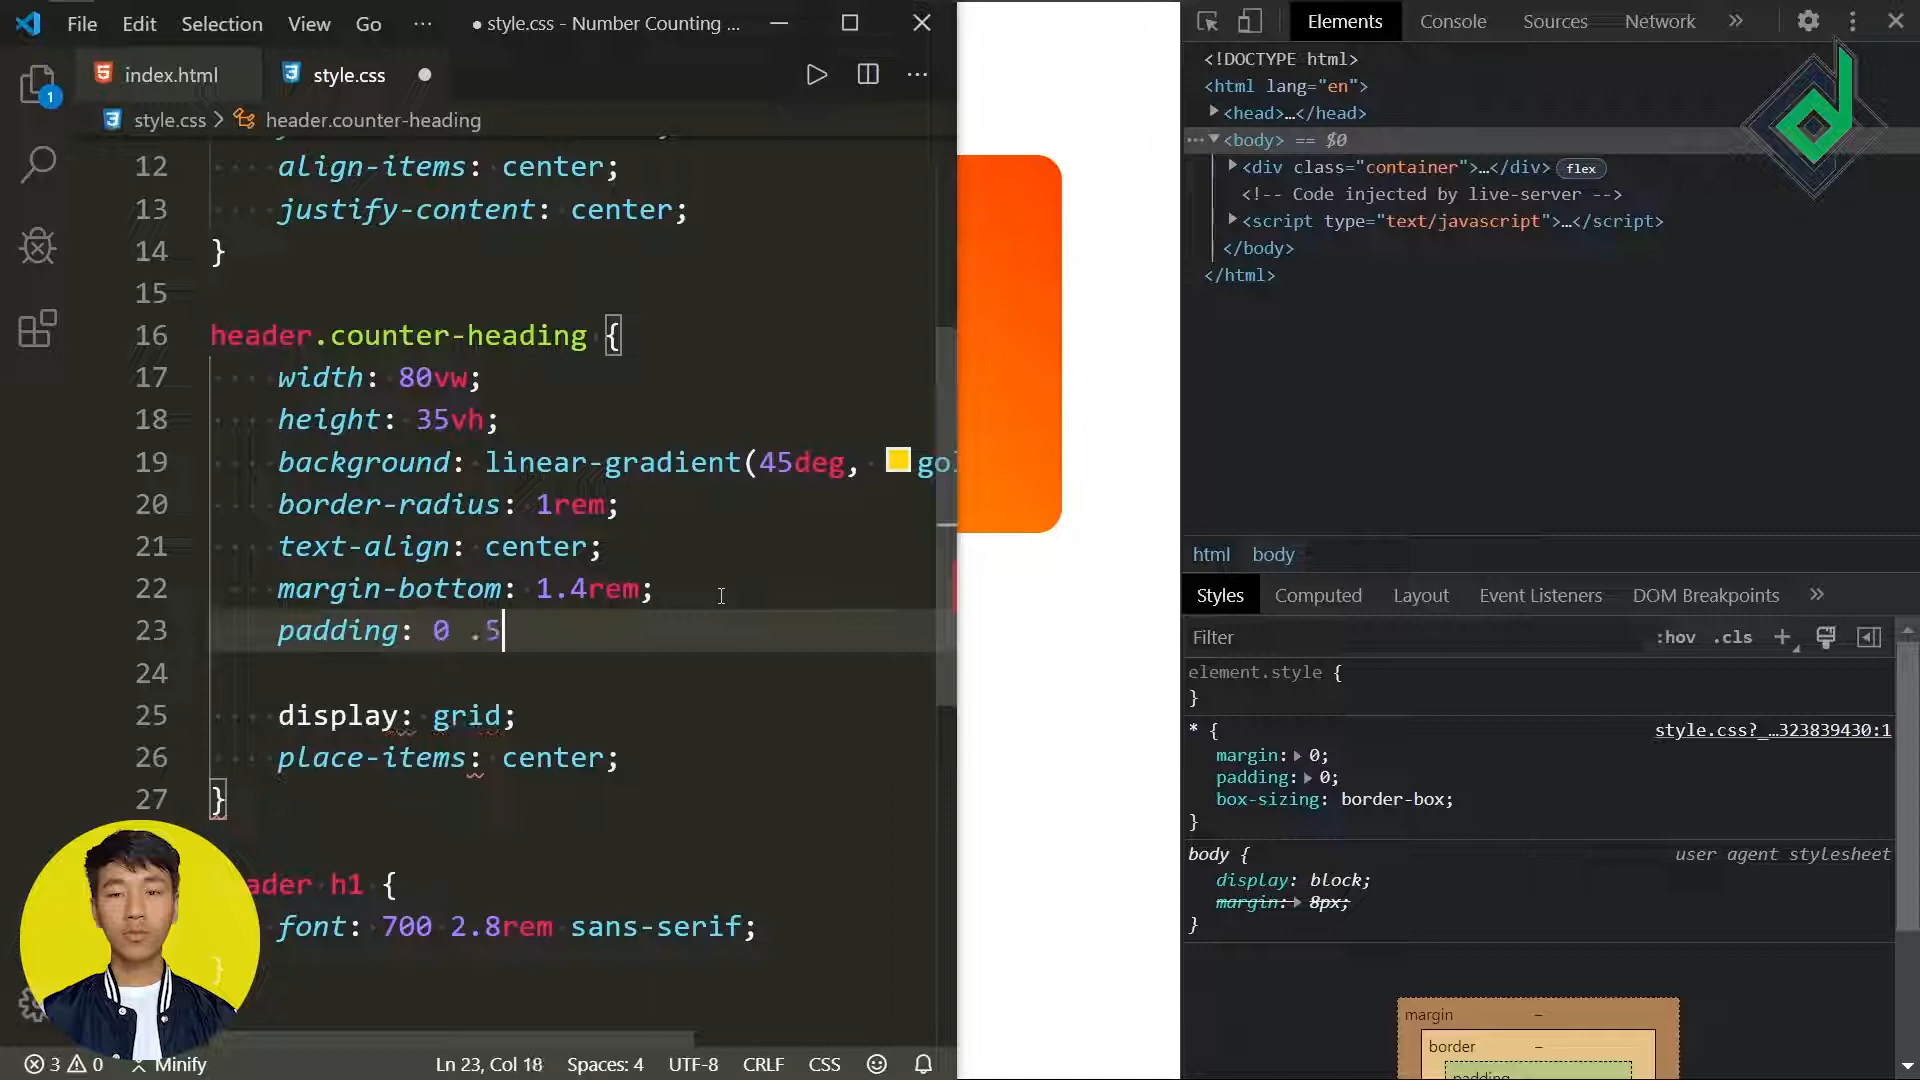 File Edit Selection View Go ··· ● style.css - Number Counting ...
index.html style.css ●
style.css > header.counter-heading
12 align-items: center;
13 justify-content: center;
14 }
15
16 header.counter-heading {
17 width: 80vw;
18 height: 35vh;
19 background: linear-gradient(45deg, gol
20 border-radius: 1rem;
21 text-align: center;
22 margin-bottom: 1.4rem;
23 padding: 0 .5
24
25 display: grid;
26 place-items: center;
27 }
ader h1 {
font: 700 2.8rem sans-serif;
}
1
3 0 Minify Ln 23, Col 18 Spaces: 4 UTF-8 CRLF CSS
Elements Console Sources Network »
<!DOCTYPE html>
<html lang="en">
<head>…</head>
<body> == $0
<div class="container">…</div> flex
<!-- Code injected by live-server -->
<script type="text/javascript">…</script>
</body>
</html>
html body
Styles Computed Layout Event Listeners DOM Breakpoints »
Filter :hov .cls +
element.style {
}
* { style.css?_…323839430:1
margin: 0;
padding: 0;
box-sizing: border-box;
}
body { user agent stylesheet
display: block;
margin: 8px;
}
margin –
border –
padding